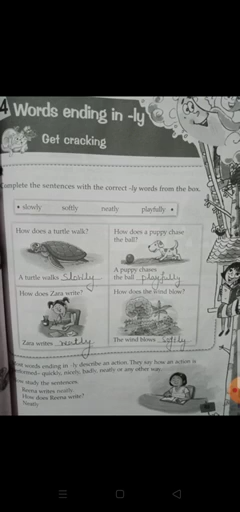 4 Words ending in -ly
Get cracking
Complete the sentences with the correct -ly words from the box.
• slowly softly neatly playfully •
How does a turtle walk?
A turtle walks slowly
How does a puppy chase
the ball?
A puppy chases
the ball playfully
How does Zara write?
Zara writes neatly
How does the wind blow?
The wind blows softly
words ending in -ly describe an action. They say how an action is
performed— quickly, nicely, badly, neatly or any other way.
study the sentences.
Reena writes neatly.
How does Reena write?
Neatly